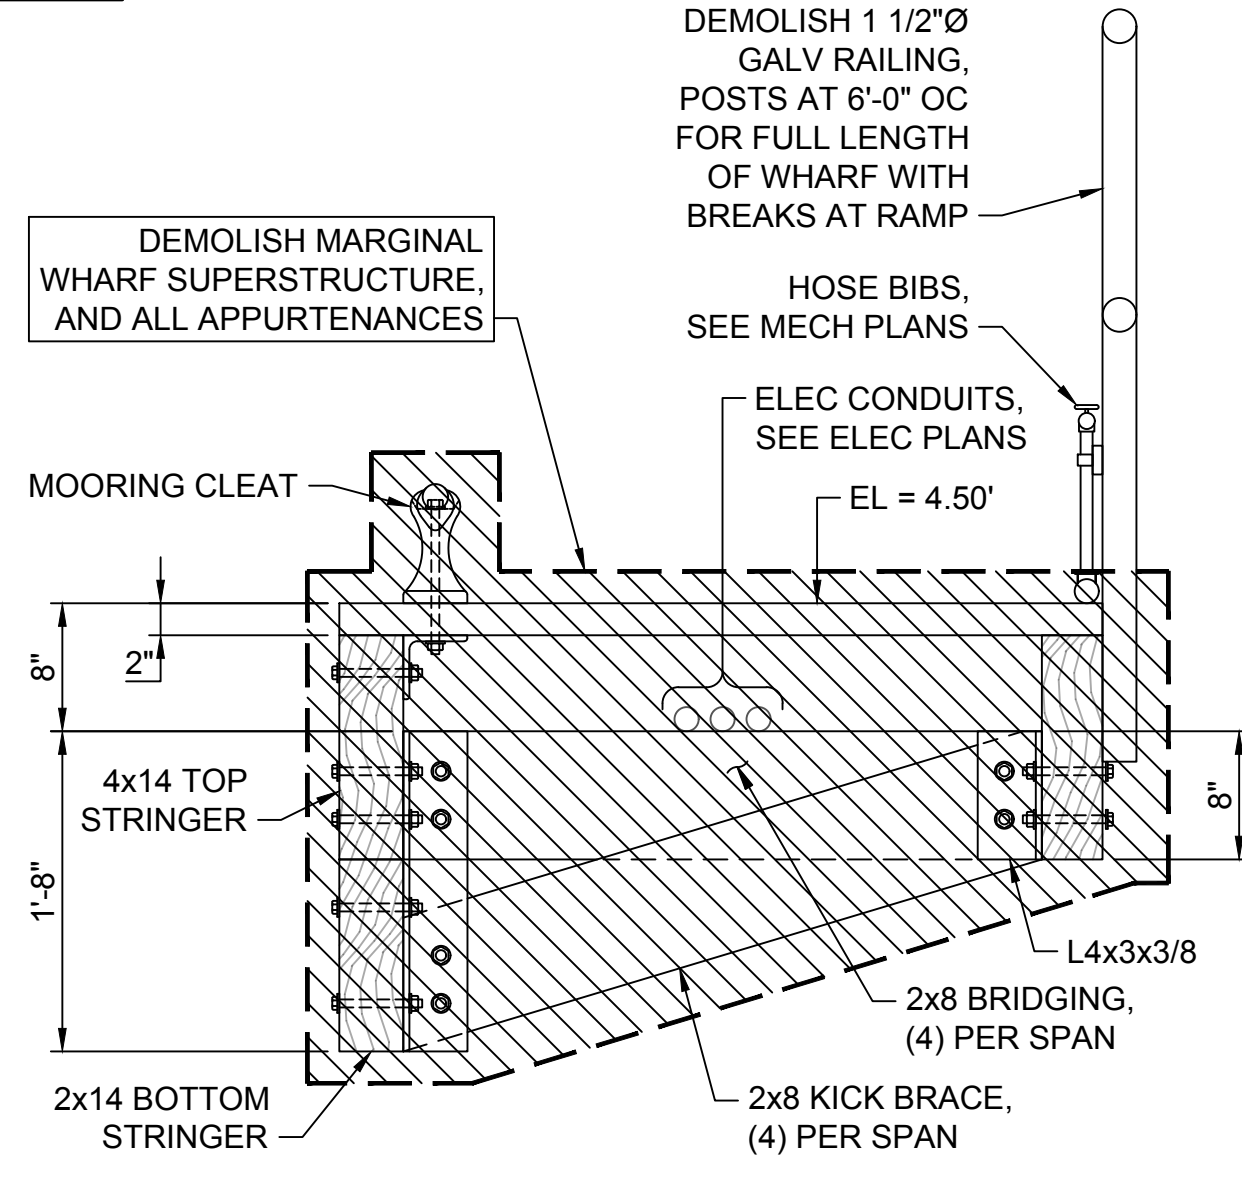 DEMOLISH 1 1/2"Ø
GALV RAILING,
POSTS AT 6'-0" OC
FOR FULL LENGTH
OF WHARF WITH
BREAKS AT RAMP
DEMOLISH MARGINAL
WHARF SUPERSTRUCTURE,
AND ALL APPURTENANCES
HOSE BIBS,
SEE MECH PLANS
ELEC CONDUITS,
SEE ELEC PLANS
MOORING CLEAT
EL = 4.50'
8"
2"
4x14 TOP
STRINGER
8"
1'-8"
L4x3x3/8
2x8 BRIDGING,
(4) PER SPAN
2x14 BOTTOM
STRINGER
2x8 KICK BRACE,
(4) PER SPAN